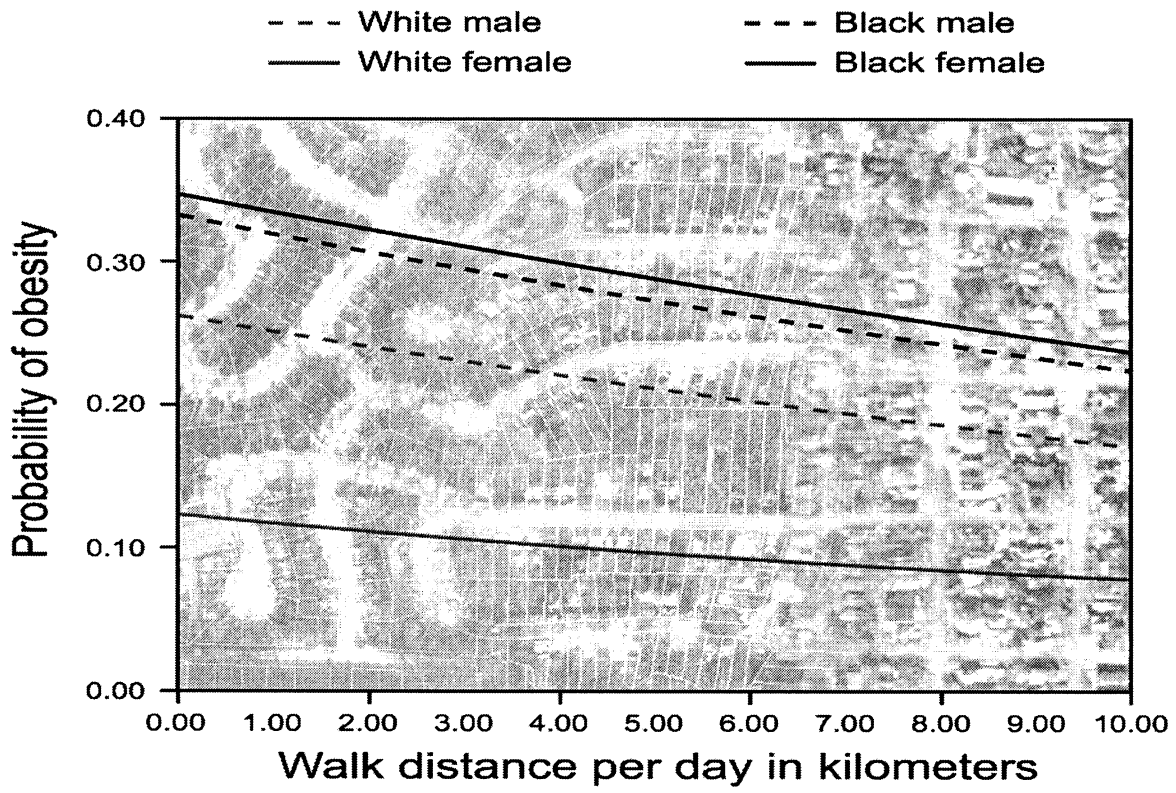 White male Black male
White female Black female
0.40
0.30
0.20
0.10
0.00
Probability of obesity
0.00 1.00 2.00 3.00 4.00 5.00 6.00 7.00 8.00 9.00 10.00
Walk distance per day in kilometers